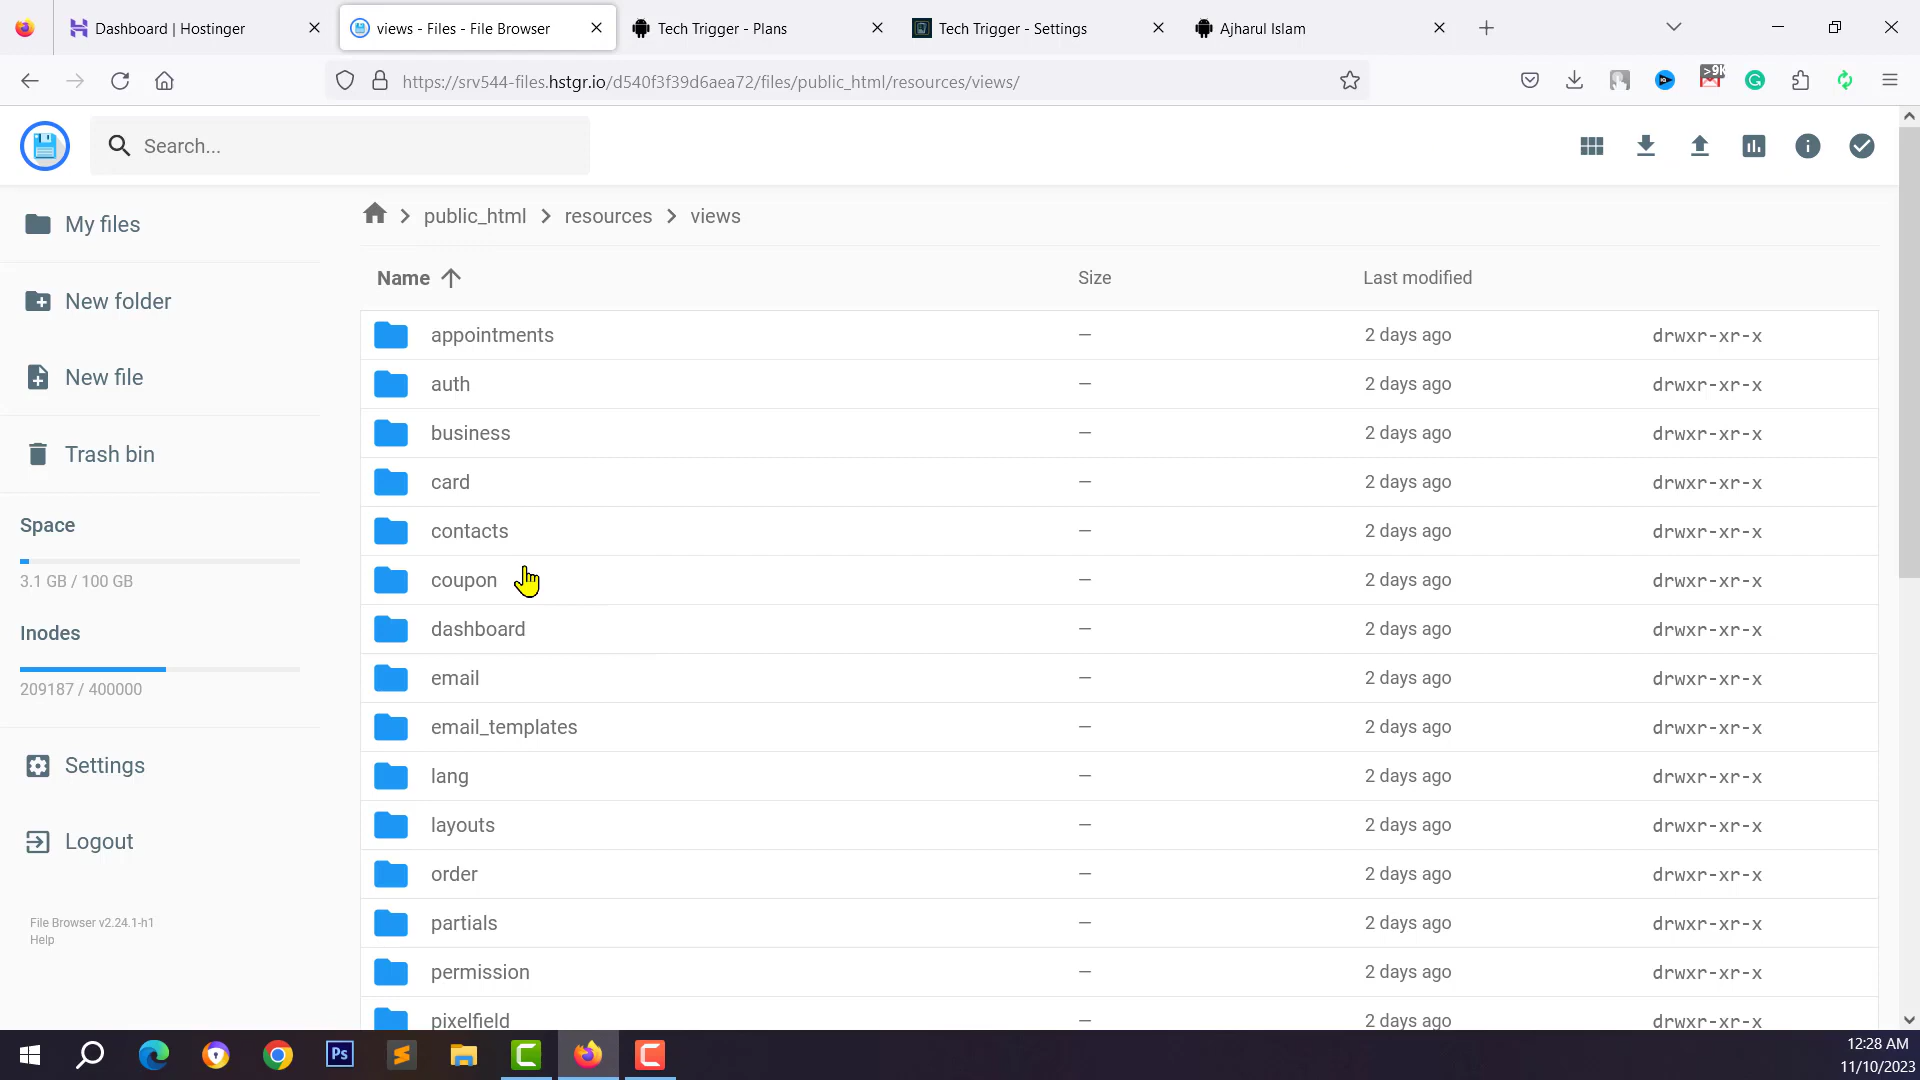 Dashboard | Hostinger
views - Files - File Browser
Tech Trigger - Plans
Tech Trigger - Settings
Ajharul Islam
https://srv544-files.hstgr.io/d540f3f39d6aea72/files/public_html/resources/views/
>9K
Search...
My files
New folder
New file
Trash bin
Space
3.1 GB / 100 GB
Inodes
209187 / 400000
Settings
Logout
File Browser v2.24.1-h1
Help
public_html
resources
views
Name
Size
Last modified
appointments — 2 days ago drwxr-xr-x
auth — 2 days ago drwxr-xr-x
business — 2 days ago drwxr-xr-x
card — 2 days ago drwxr-xr-x
contacts — 2 days ago drwxr-xr-x
coupon — 2 days ago drwxr-xr-x
dashboard — 2 days ago drwxr-xr-x
email — 2 days ago drwxr-xr-x
email_templates — 2 days ago drwxr-xr-x
lang — 2 days ago drwxr-xr-x
layouts — 2 days ago drwxr-xr-x
order — 2 days ago drwxr-xr-x
partials — 2 days ago drwxr-xr-x
permission — 2 days ago drwxr-xr-x
pixelfield — 2 days ago drwxr-xr-x
Ps
12:28 AM
11/10/2023